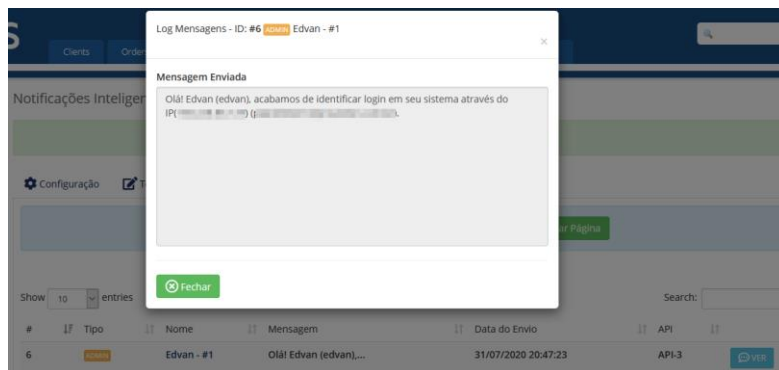 Log Mensagens - ID: #6 ADMIN Edvan - #1
×
Clients
Mensagem Enviada
Olá! Edvan (edvan), acabamos de identificar login em seu sistema através do
IP( ) ( ).
Notificações
Configuração
Página
Fechar
Show 10 entries Search:
# Tipo Nome Mensagem Data do Envio API
6 ADMIN Edvan - #1 Olá! Edvan (edvan),... 31/07/2020 20:47:23 API-3 VER